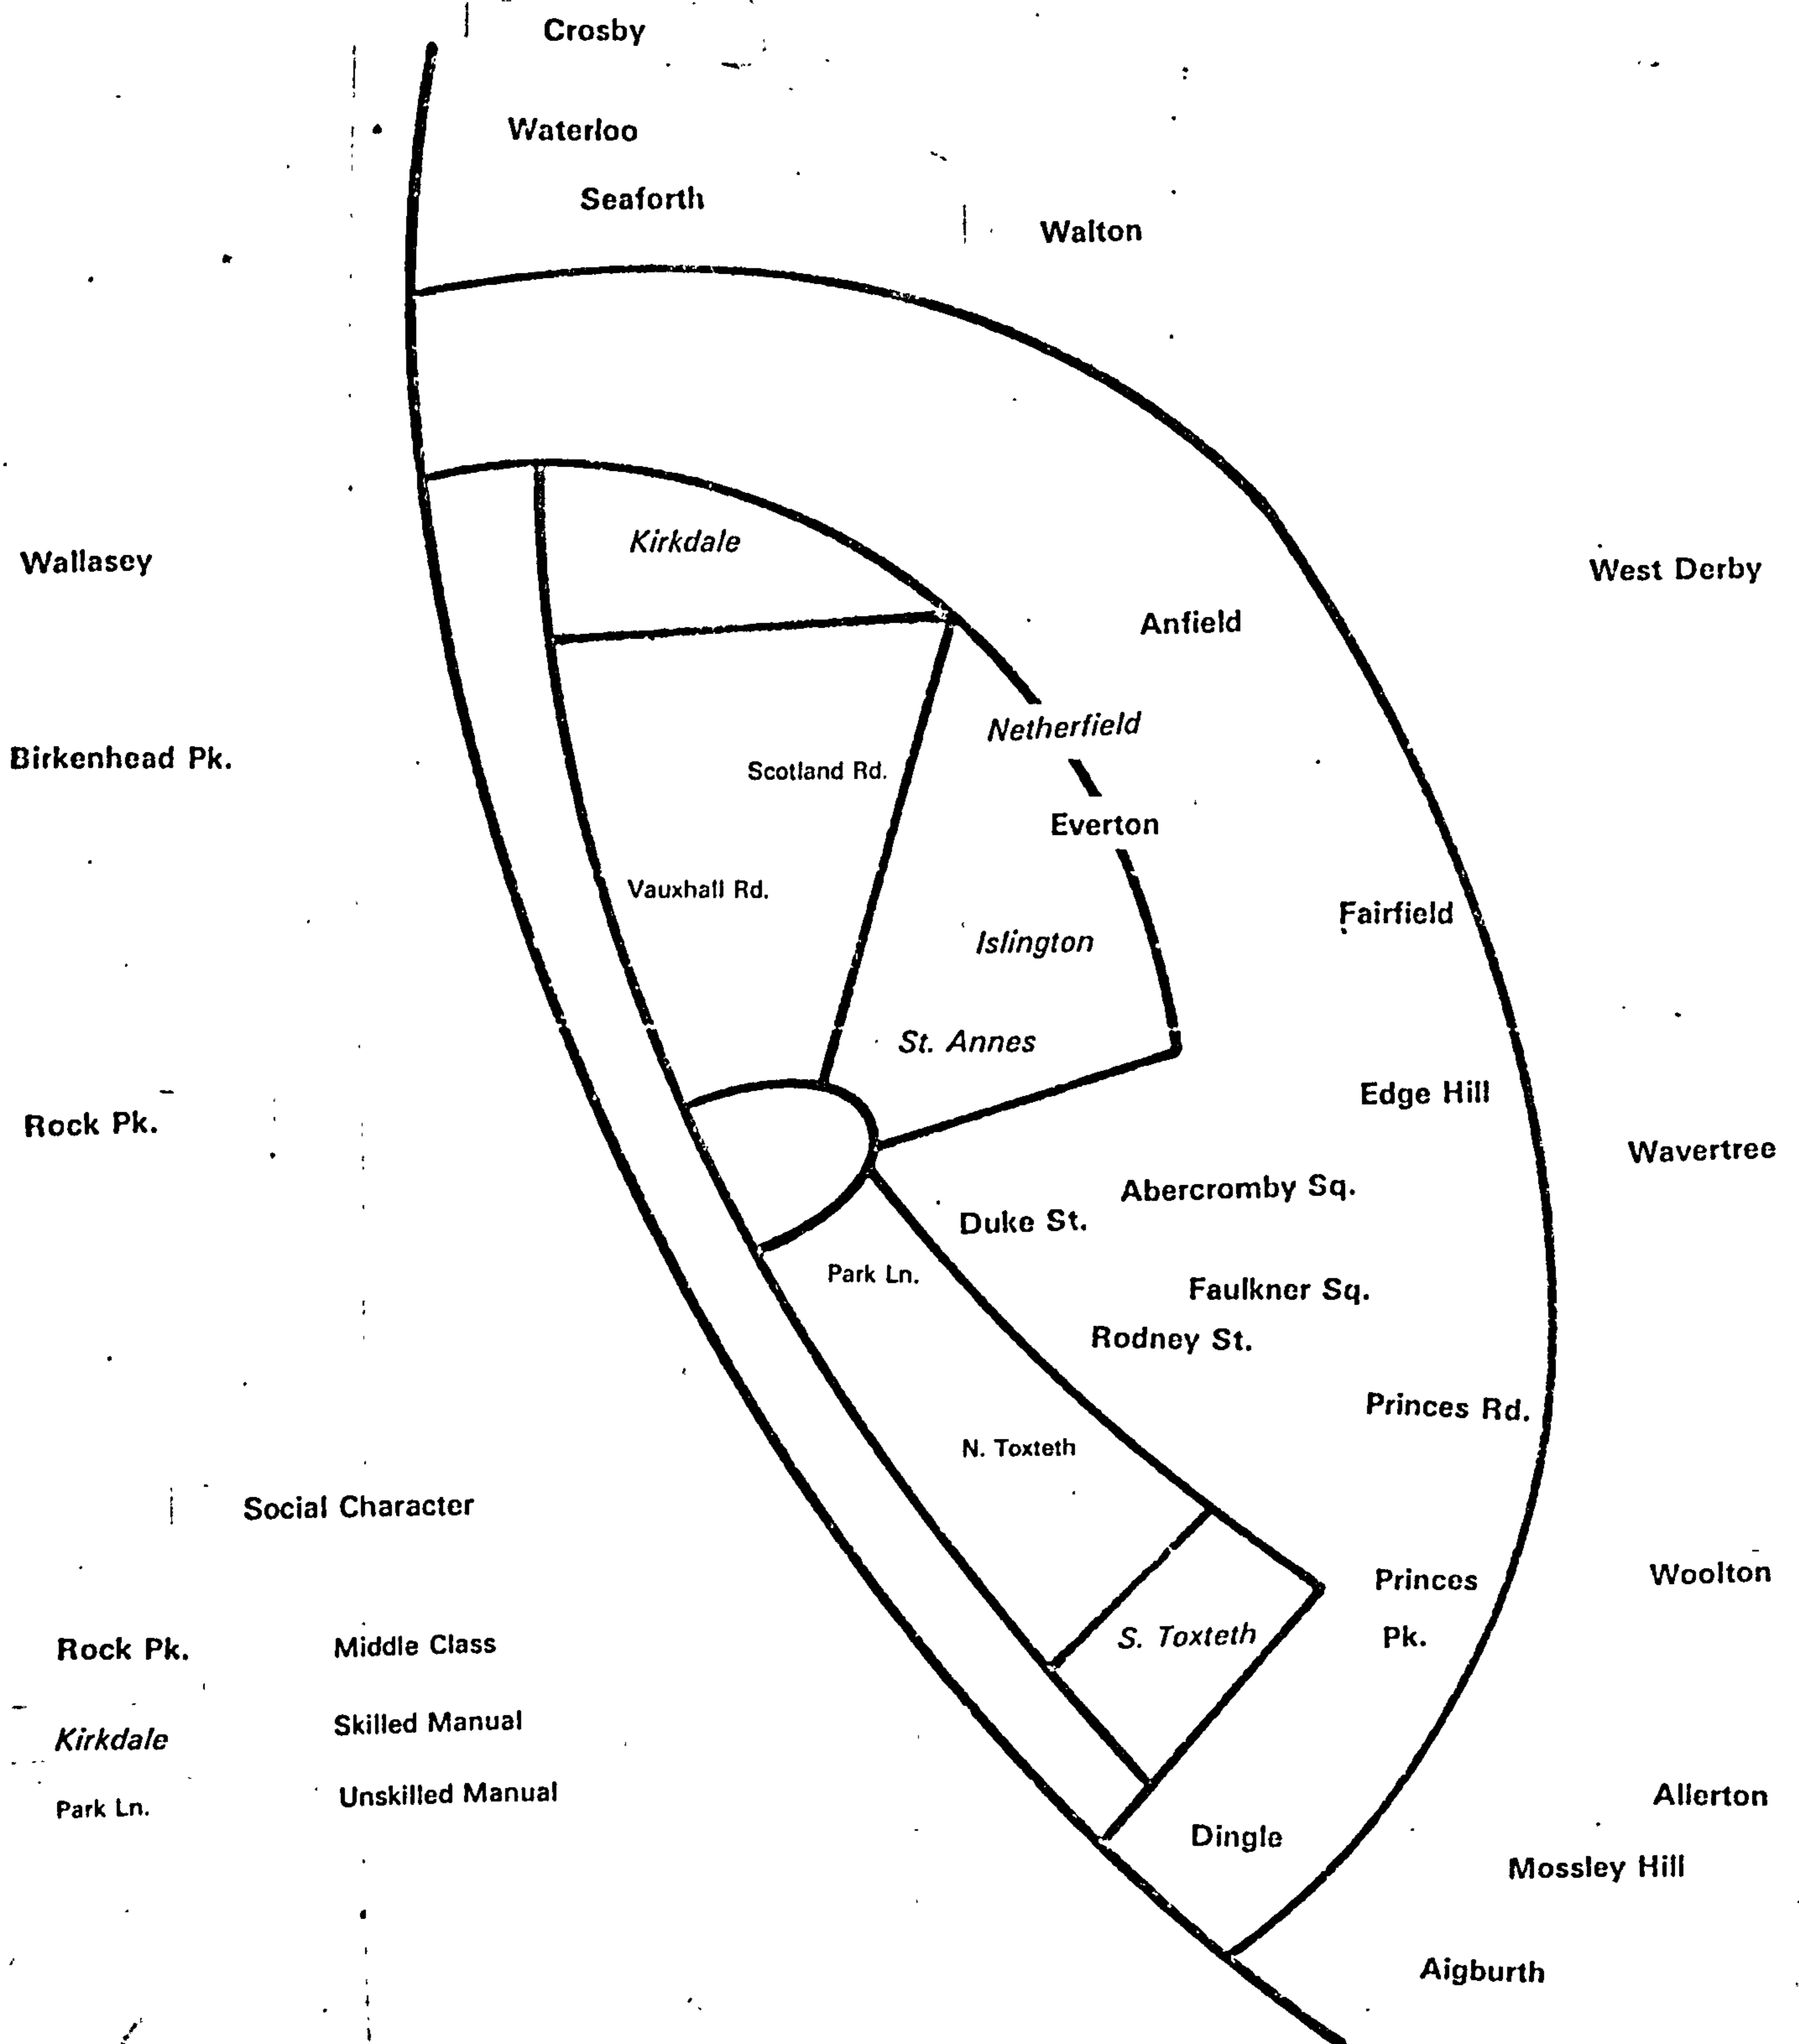 Crosby
Waterloo
Seaforth
Walton
Kirkdale
Wallasey
West Derby
Anfield
Netherfield
Birkenhead Pk.
Scotland Rd.
Everton
Vauxhall Rd.
Fairfield
Islington
St. Annes
Edge Hill
Rock Pk.
Wavertree
Abercromby Sq.
Duke St.
Park Ln.
Faulkner Sq.
Rodney St.
Princes Rd.
N. Toxteth
Social Character
Princes
Pk.
Woolton
S. Toxteth
Rock Pk. Middle Class
Kirkdale Skilled Manual
Park Ln. Unskilled Manual
Allerton
Dingle
Mossley Hill
Aigburth